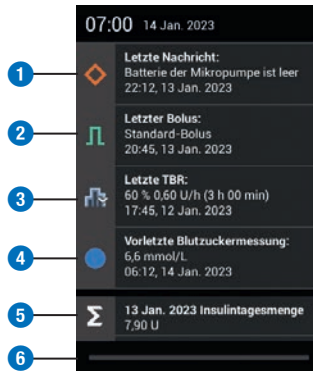 07:00 14 Jan. 2023
1
Letzte Nachricht:
Batterie der Mikropumpe ist leer
22:12, 13 Jan. 2023
2
Letzter Bolus:
Standard-Bolus
20:45, 13 Jan. 2023
3
Letzte TBR:
60 % 0,60 U/h (3 h 00 min)
17:45, 12 Jan. 2023
4
Vorletzte Blutzuckermessung:
6,6 mmol/L
06:12, 14 Jan. 2023
5
Σ
13 Jan. 2023 Insulintagesmenge
7,90 U
6